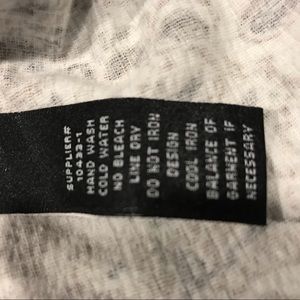 SUPPLIER#
10433-1
HAND WASH
COLD WATER
NO BLEACH
LINE DRY
DO NOT IRON
DESIGN
COOL IRON
BALANCE OF
GARMENT IF
NECESSARY